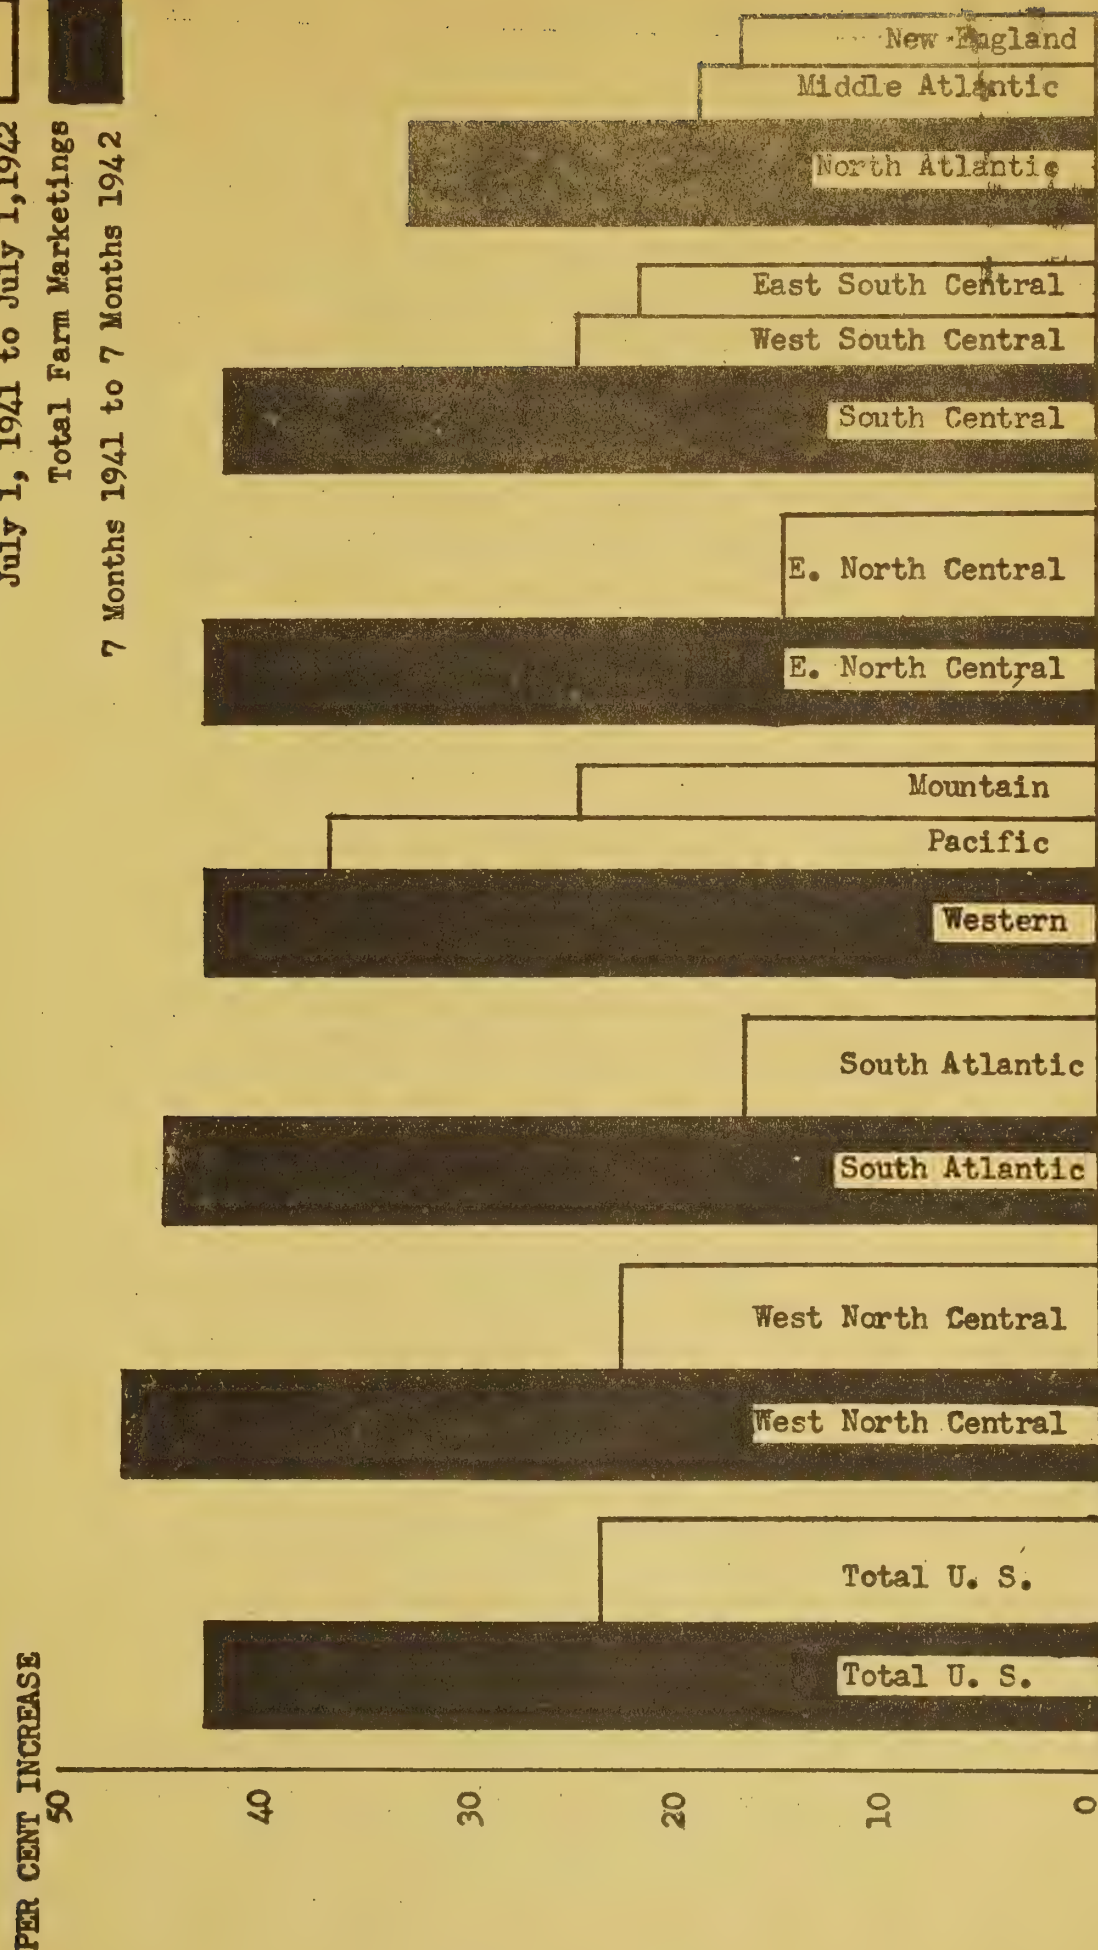 July 1, 1941 to July 1,1942
Total Farm Marketings
7 Months 1941 to 7 Months 1942
PER CENT INCREASE
50
40
30
20
10
0
New England
Middle Atlantic
North Atlantic
East South Central
West South Central
South Central
E. North Central
E. North Central
Mountain
Pacific
Western
South Atlantic
South Atlantic
West North Central
West North Central
Total U. S.
Total U. S.